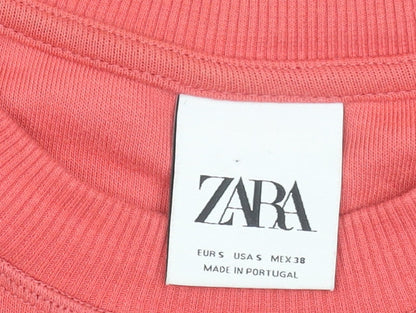 ZARA
EUR S USA S MEX 38
MADE IN PORTUGAL